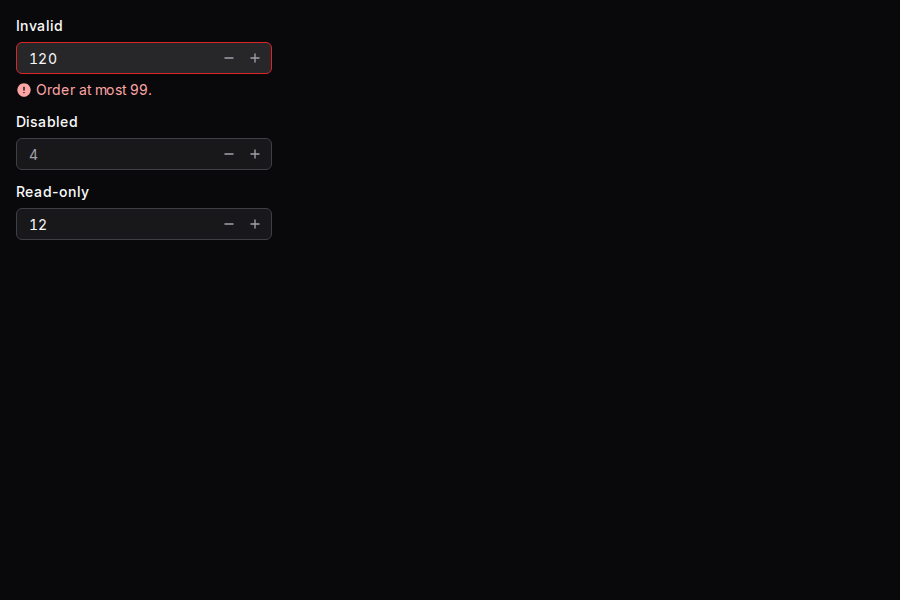 Invalid
120
Order at most 99.
Disabled
4
Read-only
12